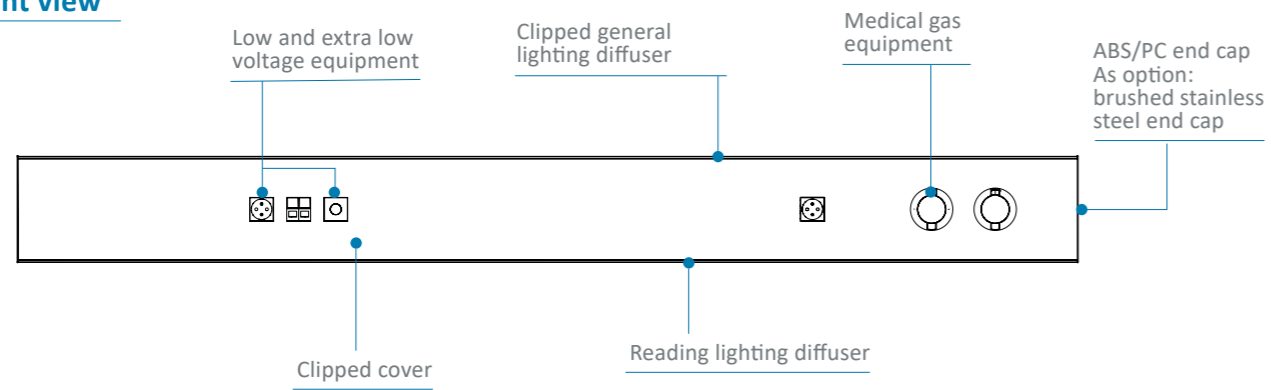 nt view
Low and extra low
voltage equipment
Clipped general
lighting diffuser
Medical gas
equipment
ABS/PC end cap
As option:
brushed stainless
steel end cap
Clipped cover
Reading lighting diffuser